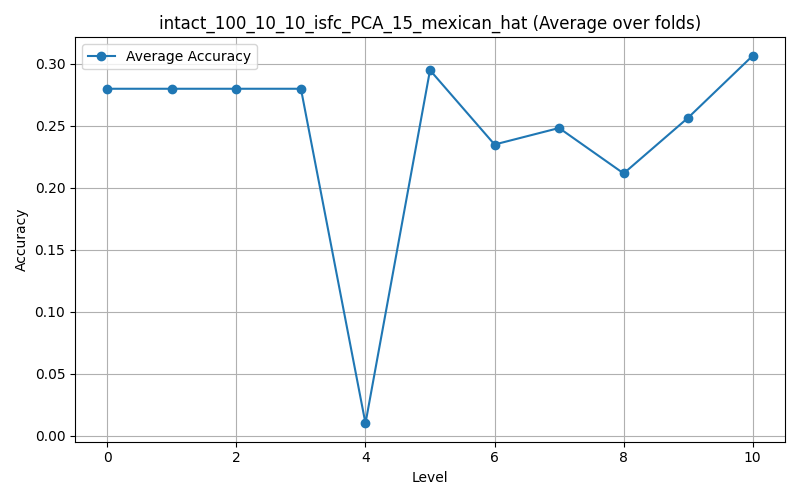 intact_100_10_10_isfc_PCA_15_mexican_hat (Average over folds)
Average Accuracy
0.30
0.25
0.20
0.15
0.10
0.05
0.00
Accuracy
0 2 4 6 8 10
Level